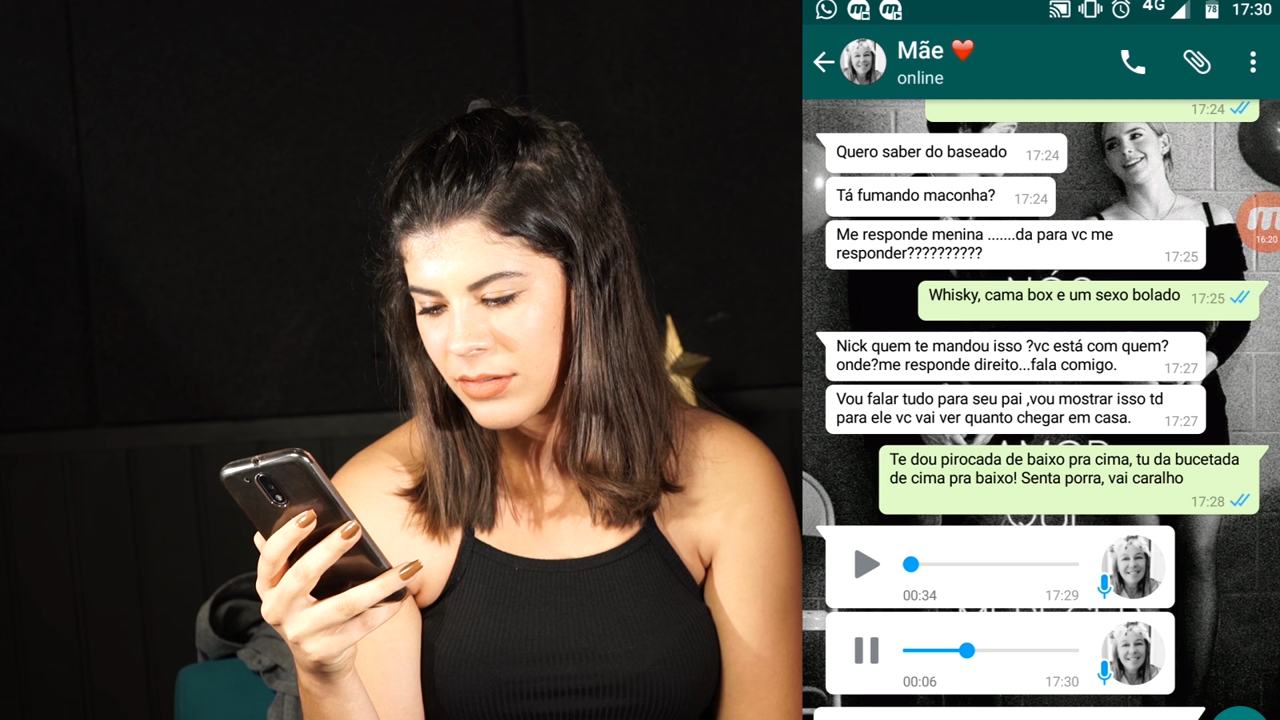 4G
78
17:30
Mãe ❤️
online
17:24
Quero saber do baseado 17:24
Tá fumando maconha? 17:24
Me responde menina .......da para vc me
responder?????????? 17:25
16:20
Whisky, cama box e um sexo bolado 17:25
Nick quem te mandou isso ?vc está com quem?
onde?me responde direito...fala comigo. 17:27
Vou falar tudo para seu pai ,vou mostrar isso td
para ele vc vai ver quanto chegar em casa. 17:27
AMOR
Te dou pirocada de baixo pra cima, tu da bucetada
de cima pra baixo! Senta porra, vai caralho
17:28
00:34 17:29
00:06 17:30